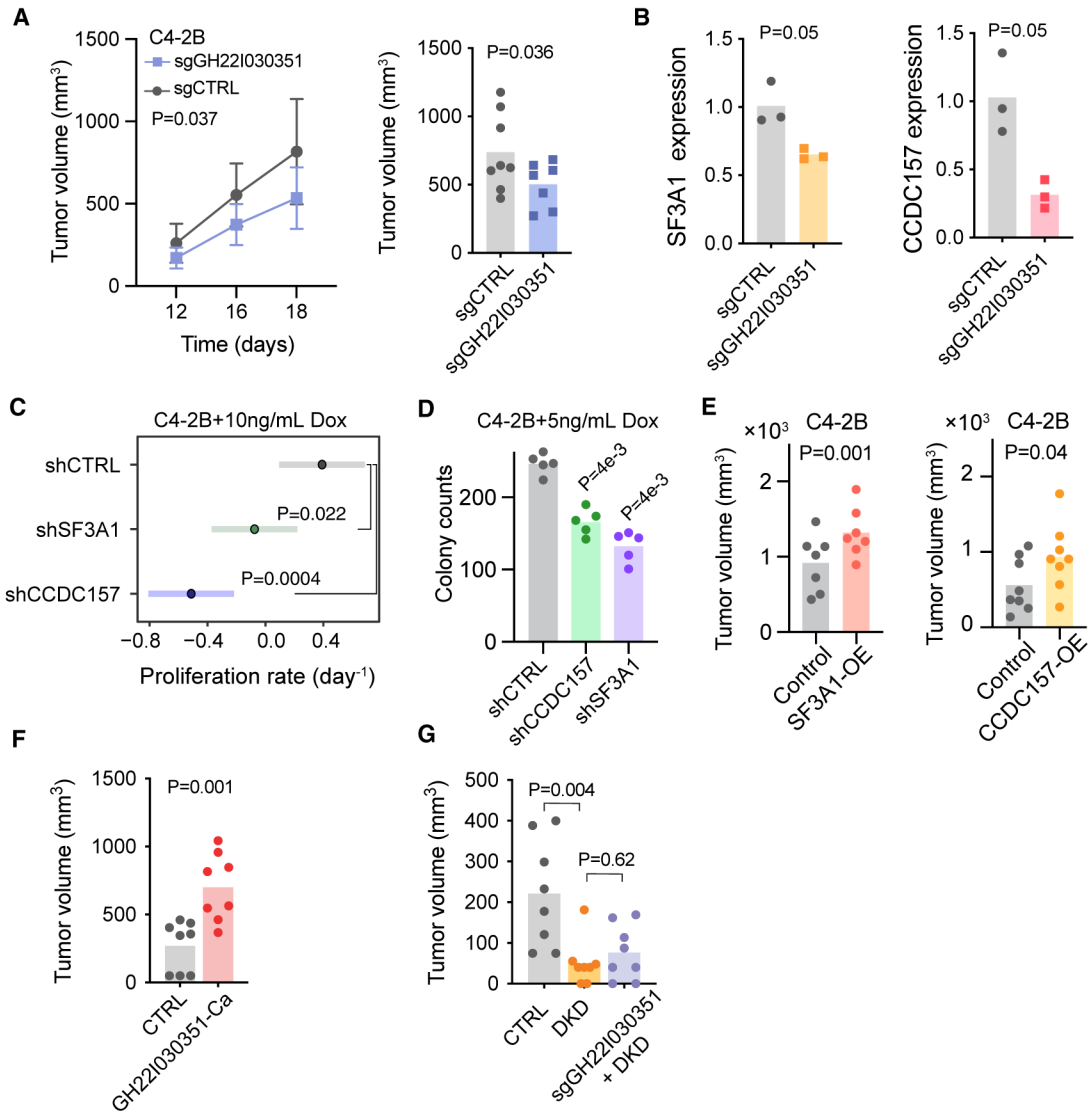 A
C4-2B
sgGH22I030351
sgCTRL
P=0.037
Tumor volume (mm³)
1500
1000
500
0
12
16
18
Time (days)
Tumor volume (mm³)
1500
1000
500
0
P=0.036
sgCTRL
sgGH22I030351
B
SF3A1 expression
1.5
1.0
0.5
0.0
P=0.05
sgCTRL
sgGH22I030351
CCDC157 expression
1.5
1.0
0.5
0.0
P=0.05
sgCTRL
sgGH22I030351
C
C4-2B+10ng/mL Dox
shCTRL
shSF3A1
shCCDC157
P=0.022
P=0.0004
−0.8
−0.4
0.0
0.4
Proliferation rate (day⁻¹)
D
C4-2B+5ng/mL Dox
Colony counts
200
100
0
P=4e-3
P=4e-3
shCTRL
shCCDC157
shSF3A1
E
×10³
C4-2B
P=0.001
Tumor volume (mm³)
2
1
0
Control
SF3A1-OE
×10³
C4-2B
P=0.04
Tumor volume (mm³)
2
1
0
Control
CCDC157-OE
F
Tumor volume (mm³)
1500
1000
500
0
P=0.001
CTRL
GH22I030351-Ca
G
Tumor volume (mm³)
500
400
300
200
100
0
P=0.004
P=0.62
CTRL
DKD
sgGH22I030351
+ DKD